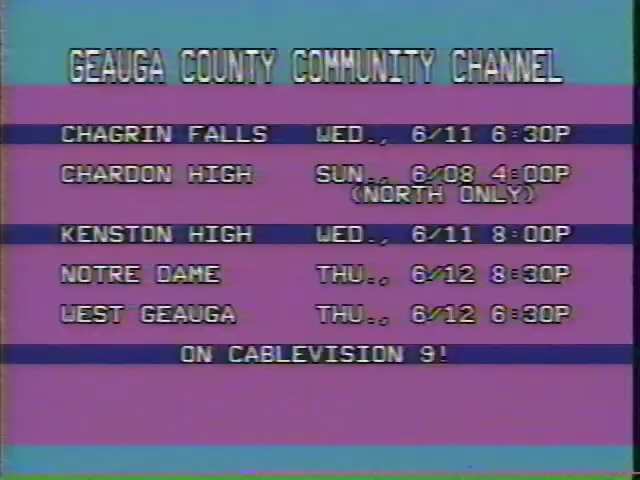 GEAUGA COUNTY COMMUNITY CHANNEL
CHAGRIN FALLS WED., 6/11 6:30P
CHARDON HIGH SUN., 6/08 4:00P
(NORTH ONLY)
KENSTON HIGH WED., 6/11 8:00P
NOTRE DAME THU., 6/12 8:30P
WEST GEAUGA THU., 6/12 6:30P
ON CABLEVISION 9!